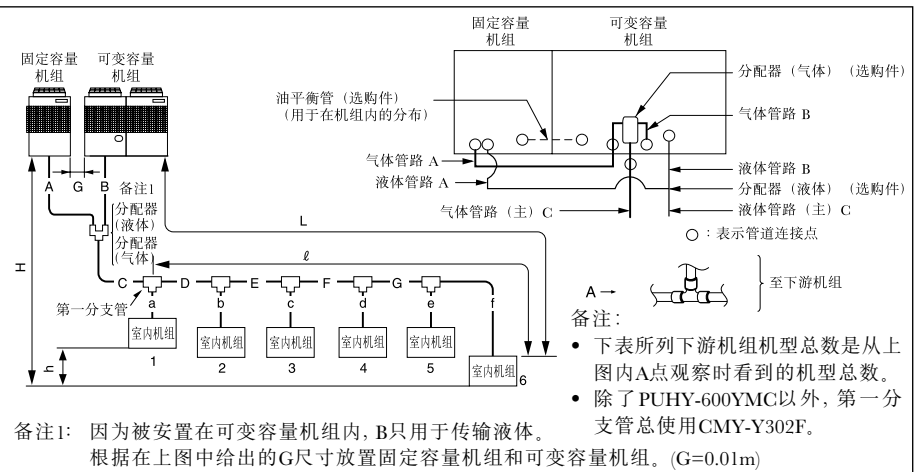 固定容量
机组
可变容量
机组
A
G
B
备注1
分配器
(液体)
分配器
(气体)
H
L
ℓ
C
D
E
F
G
第一分支管
a
b
c
d
e
f
室内机组
1
室内机组
2
室内机组
3
室内机组
4
室内机组
5
室内机组
6
h
固定容量
机组
可变容量
机组
油平衡管（选购件）
（用于在机组内的分布）
分配器（气体）（选购件）
气体管路 B
气体管路 A
液体管路 A
液体管路 B
分配器（液体）（选购件）
气体管路（主）C
液体管路（主）C
○：表示管道连接点
A →
至下游机组
备注：
• 下表所列下游机组机型总数是从上
图内A点观察时看到的机型总数。
• 除了PUHY-600YMC以外，第一分
支管总使用CMY-Y302F。
备注1： 因为被安置在可变容量机组内，B只用于传输液体。
根据在上图中给出的G尺寸放置固定容量机组和可变容量机组。(G=0.01m)